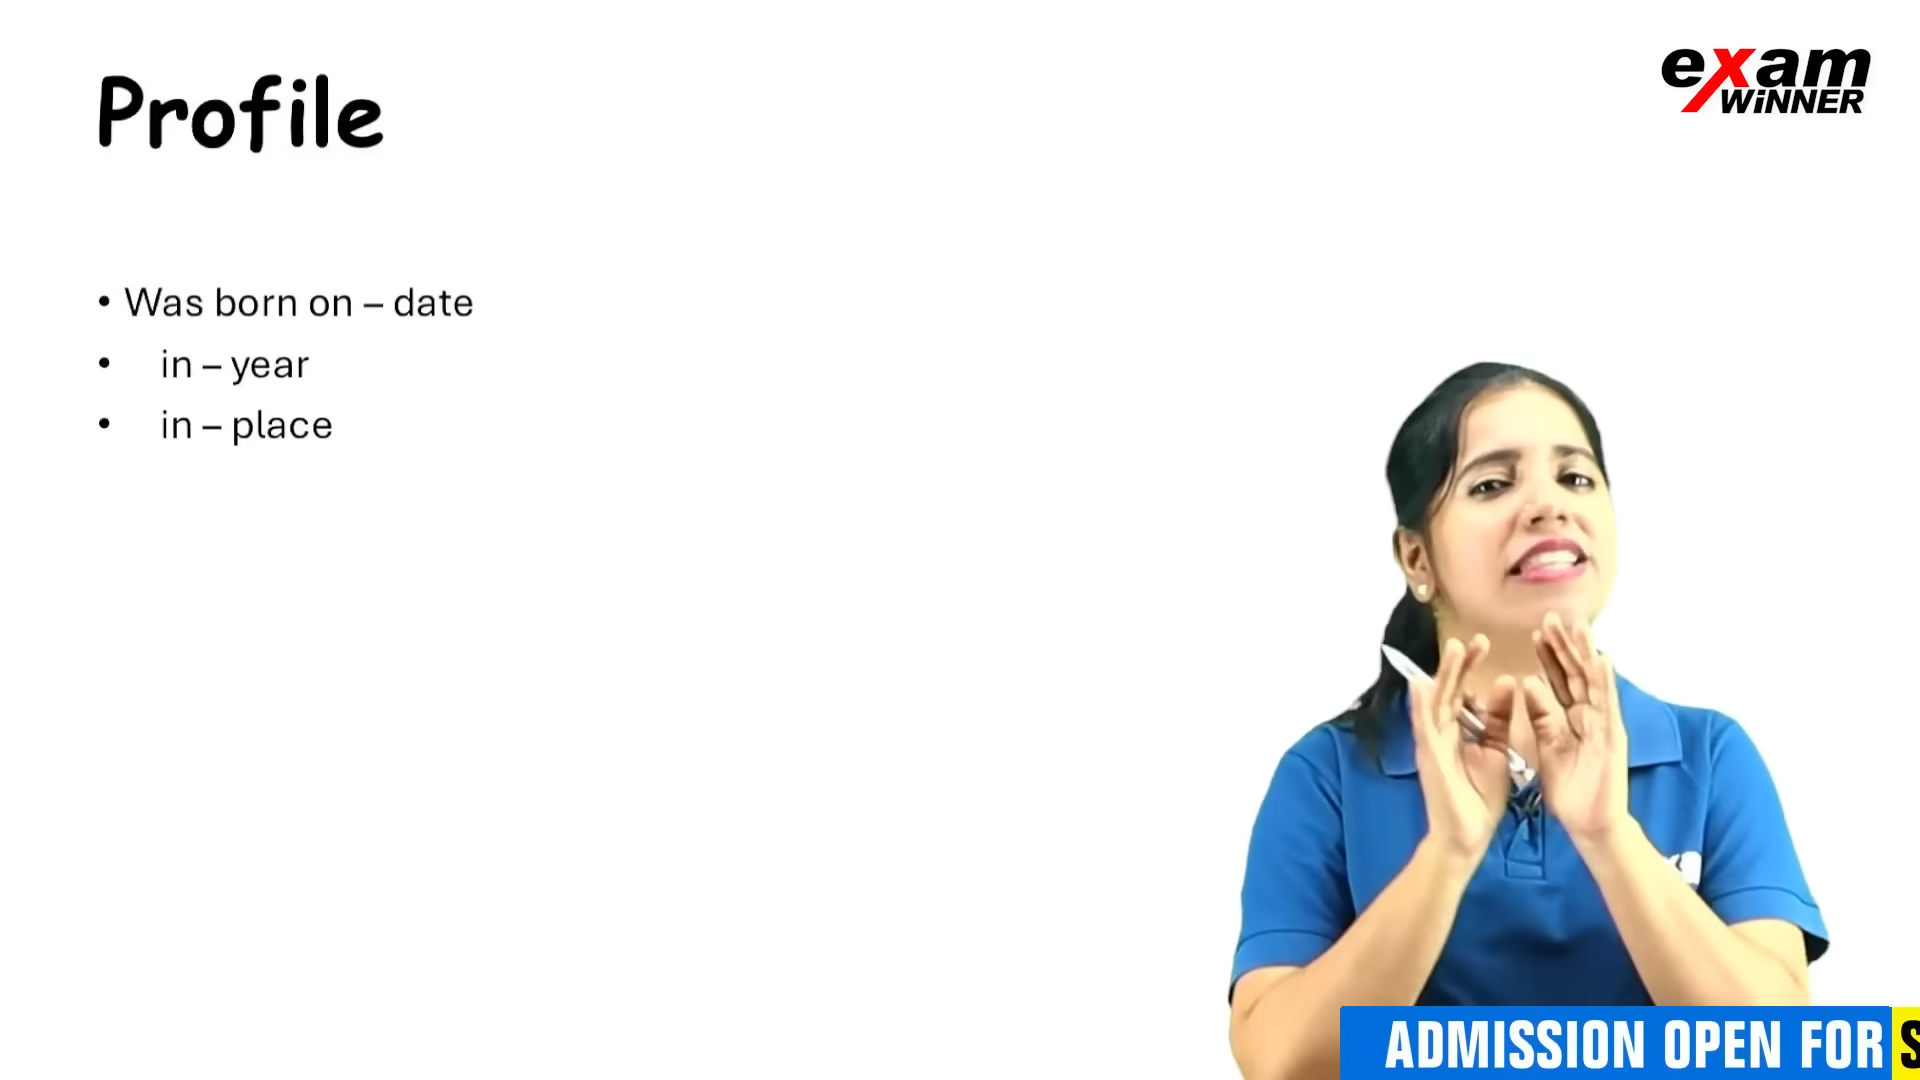 Profile
exam
WiNNER
• Was born on – date
• in – year
• in – place
ADMISSION OPEN FOR S